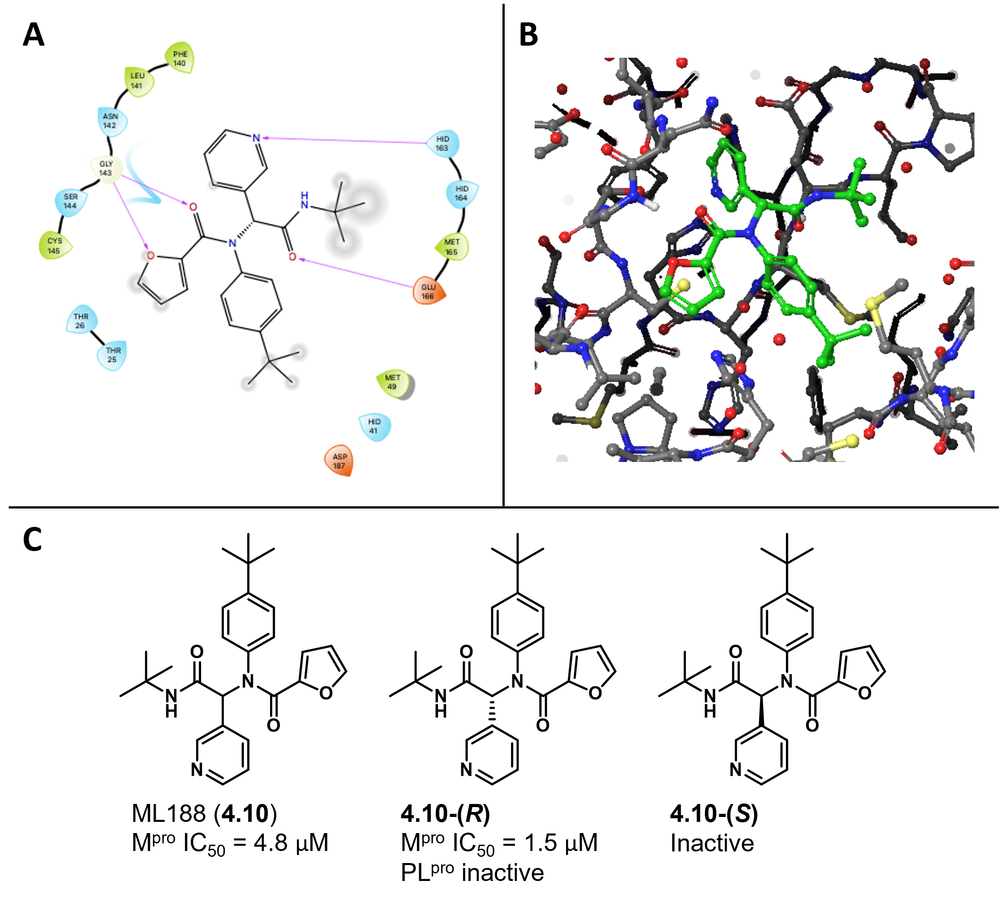 A
PHE
140
LEU
141
ASN
142
GLY
143
SER
144
CYS
145
THR
26
THR
25
N
O
H
N
N
O
O
HID
163
HID
164
MET
165
GLU
166
MET
49
HID
41
ASP
187
B
C
O
N
N
H
O
O
N
O
N
N
H
O
O
N
O
N
N
H
O
O
N
ML188 (4.10)
Mᵖʳᵒ IC₅₀ = 4.8 µM
4.10-(R)
Mᵖʳᵒ IC₅₀ = 1.5 µM
PLᵖʳᵒ inactive
4.10-(S)
Inactive